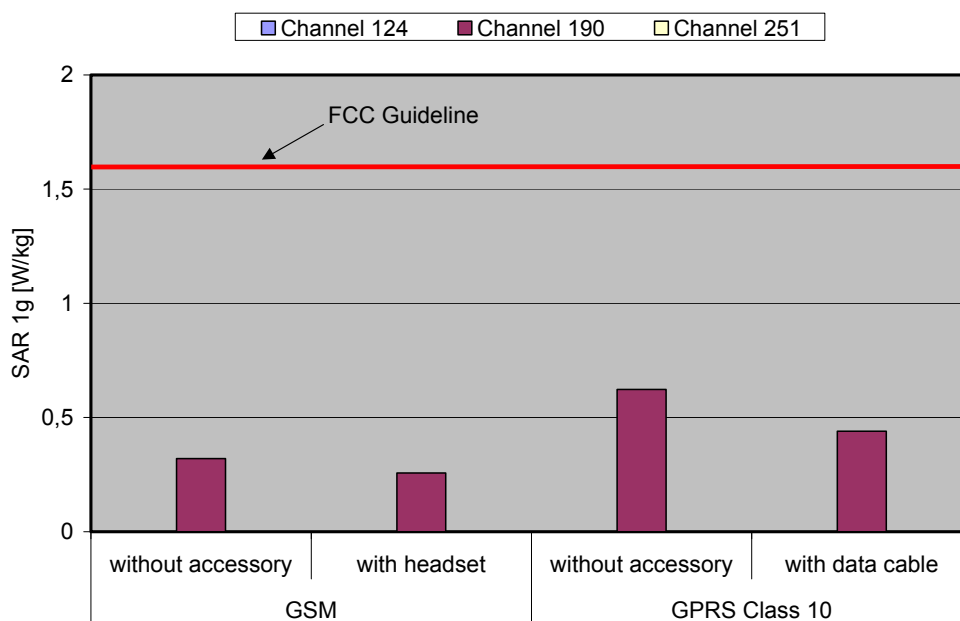 Channel 124 Channel 190 Channel 251
FCC Guideline
SAR 1g [W/kg]
2
1,5
1
0,5
0
without accessory with headset without accessory with data cable
GSM GPRS Class 10